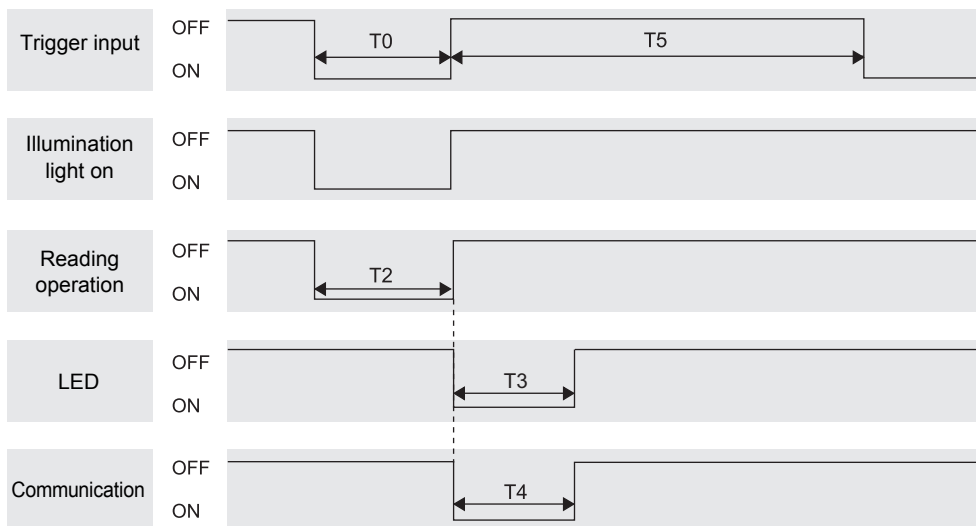 Trigger input
OFF
ON
T0
T5
Illumination
light on
OFF
ON
Reading
operation
OFF
ON
T2
LED
OFF
ON
T3
Communication
OFF
ON
T4